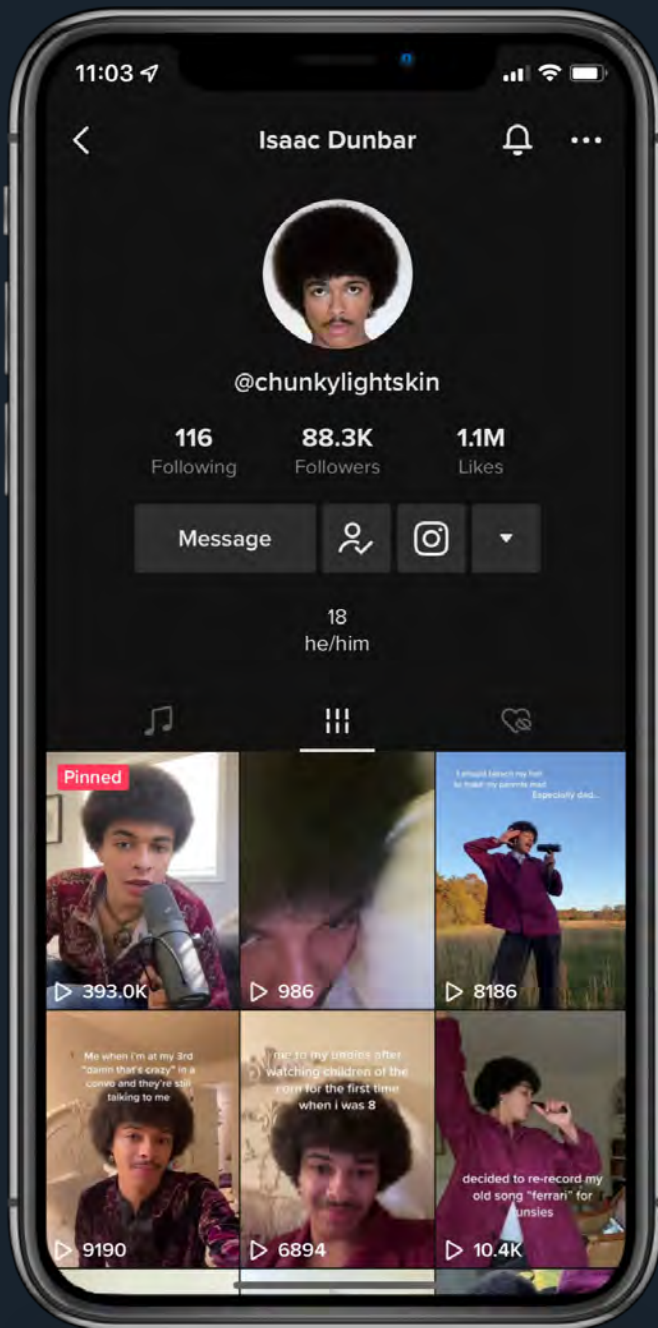 11:03
Isaac Dunbar
@chunkylightskin
116
88.3K
1.1M
Following
Followers
Likes
Message
18
he/him
Pinned
393.0K
986
I should bleach my hair
to make my parents mad
Especially dad...
8186
Me when i'm at my 3rd
"damn that's crazy" in a
convo and they're still
talking to me
9190
me to my undies after
watching children of the
corn for the first time
when i was 8
6894
decided to re-record my
old song "ferrari" for
funsies
10.4K